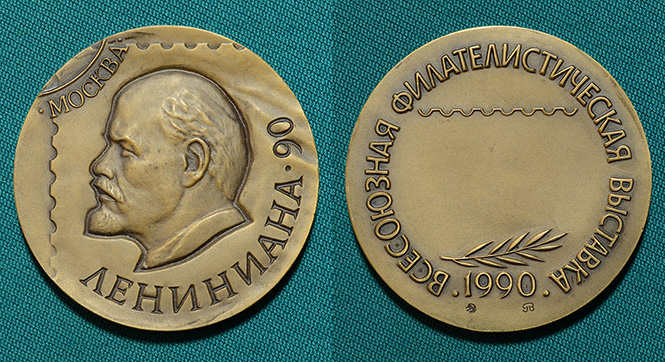 ·МОСКВА·
ЛЕНИНИАНА·90
ВСЕСОЮЗНАЯ ФИЛАТЕЛИСТИЧЕСКАЯ ВЫСТАВКА
·1990·